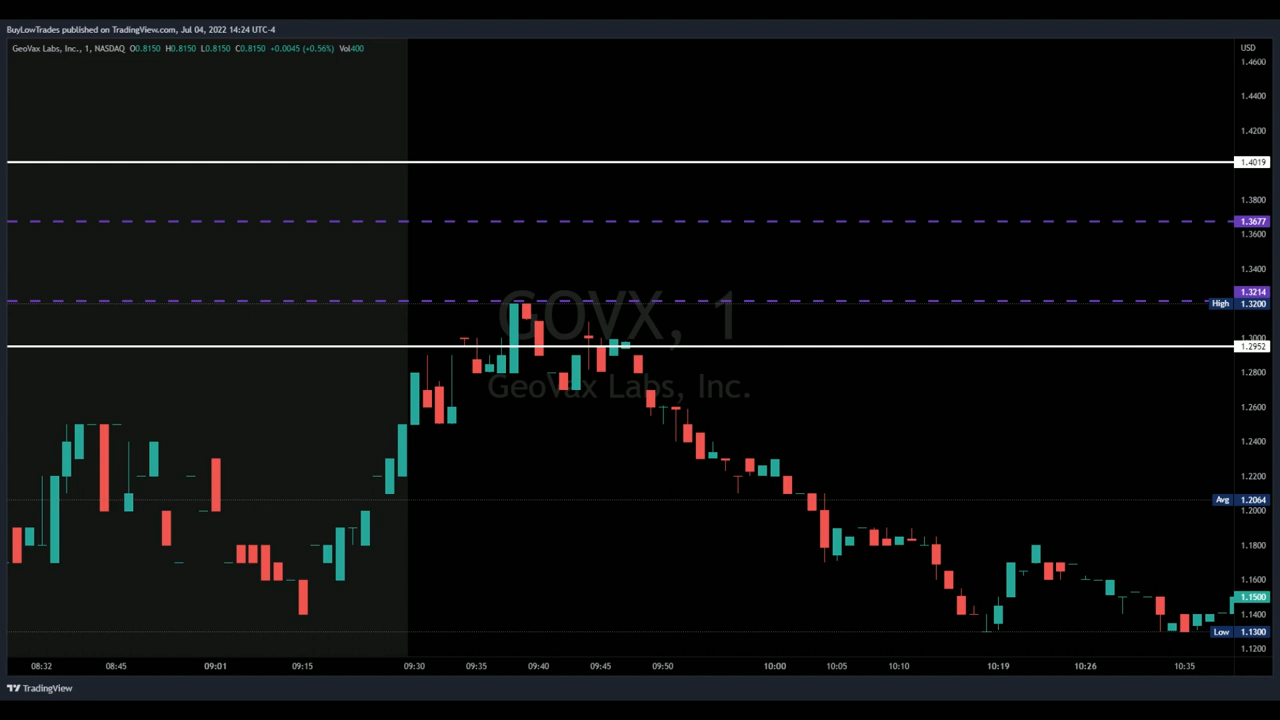 BuyLowTrades published on TradingView.com, Jul 04, 2022 14:24 UTC-4
GeoVax Labs, Inc., 1, NASDAQ O0.8150 H0.8150 L0.8150 C0.8150 +0.0045 (+0.56%) Vol400
USD
1.4600
1.4400
1.4200
1.4019
1.3800
1.3677
1.3600
1.3400
1.3214
High 1.3200
GOVX, 1
1.3000
1.2952
1.2800
GeoVax Labs, Inc.
1.2600
1.2400
1.2200
Avg 1.2064
1.2000
1.1800
1.1600
1.1500
1.1400
Low 1.1300
1.1200
08:32 08:45 09:01 09:15 09:30 09:35 09:40 09:45 09:50 10:00 10:05 10:10 10:19 10:26 10:35
TradingView